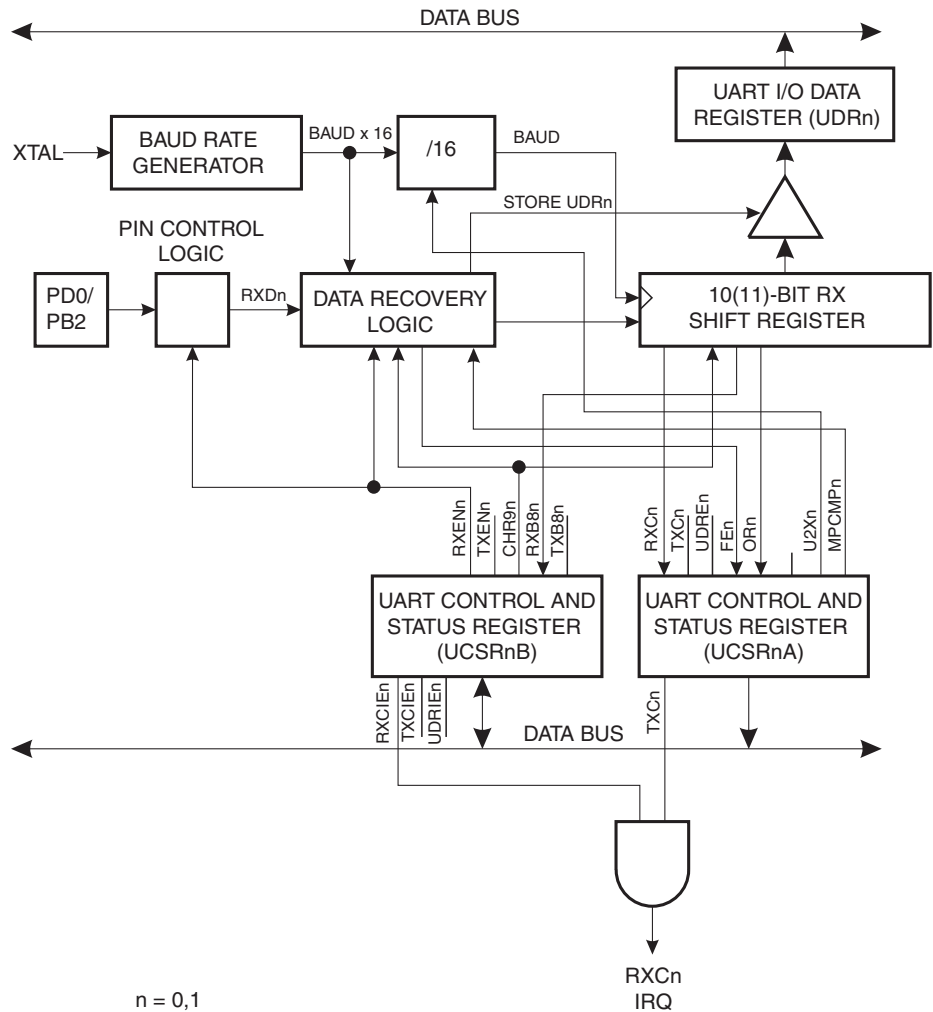 DATA BUS
UART I/O DATA
REGISTER (UDRn)
XTAL
BAUD RATE
GENERATOR
BAUD x 16
/16
BAUD
STORE UDRn
PIN CONTROL
LOGIC
PD0/
PB2
RXDn
DATA RECOVERY
LOGIC
10(11)-BIT RX
SHIFT REGISTER
RXENn
TXENn
CHR9n
RXB8n
TXB8n
RXCn
TXCn
UDREn
FEn
ORn
U2Xn
MPCMPn
UART CONTROL AND
STATUS REGISTER
(UCSRnB)
UART CONTROL AND
STATUS REGISTER
(UCSRnA)
RXCIEn
TXCIEn
UDRIEn
TXCn
DATA BUS
RXCn
IRQ
n = 0,1